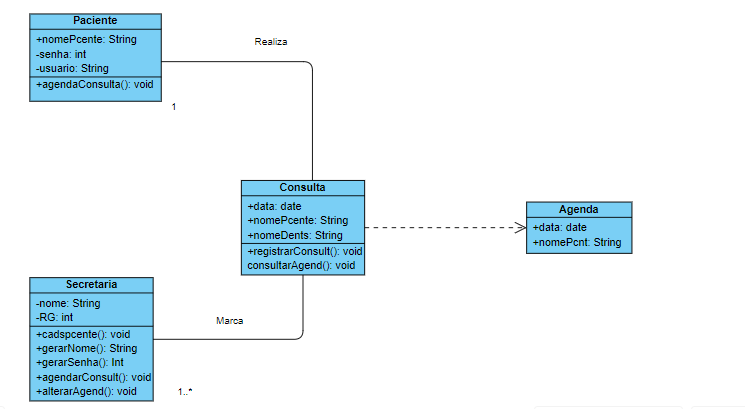 Paciente
+nomePcente: String
-senha: int
-usuario: String
+agendaConsulta(): void
Realiza
1
Consulta
+data: date
+nomePcente: String
+nomeDents: String
+registrarConsult(): void
consultarAgend(): void
Agenda
+data: date
+nomePcnt: String
Secretaria
-nome: String
-RG: int
+cadspcente(): void
+gerarNome(): String
+gerarSenha(): Int
+agendarConsult(): void
+alterarAgend(): void
Marca
1..*